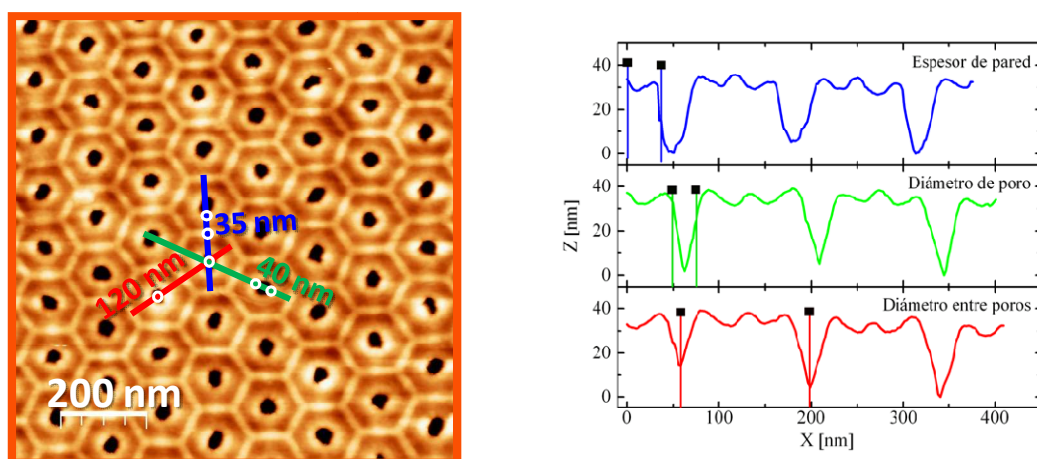 35 nm
120 nm
40 nm
200 nm
Espesor de pared
40
20
0
Diámetro de poro
40
20
0
Z [nm]
Diámetro entre poros
40
20
0
0 100 200 300 400
X [nm]